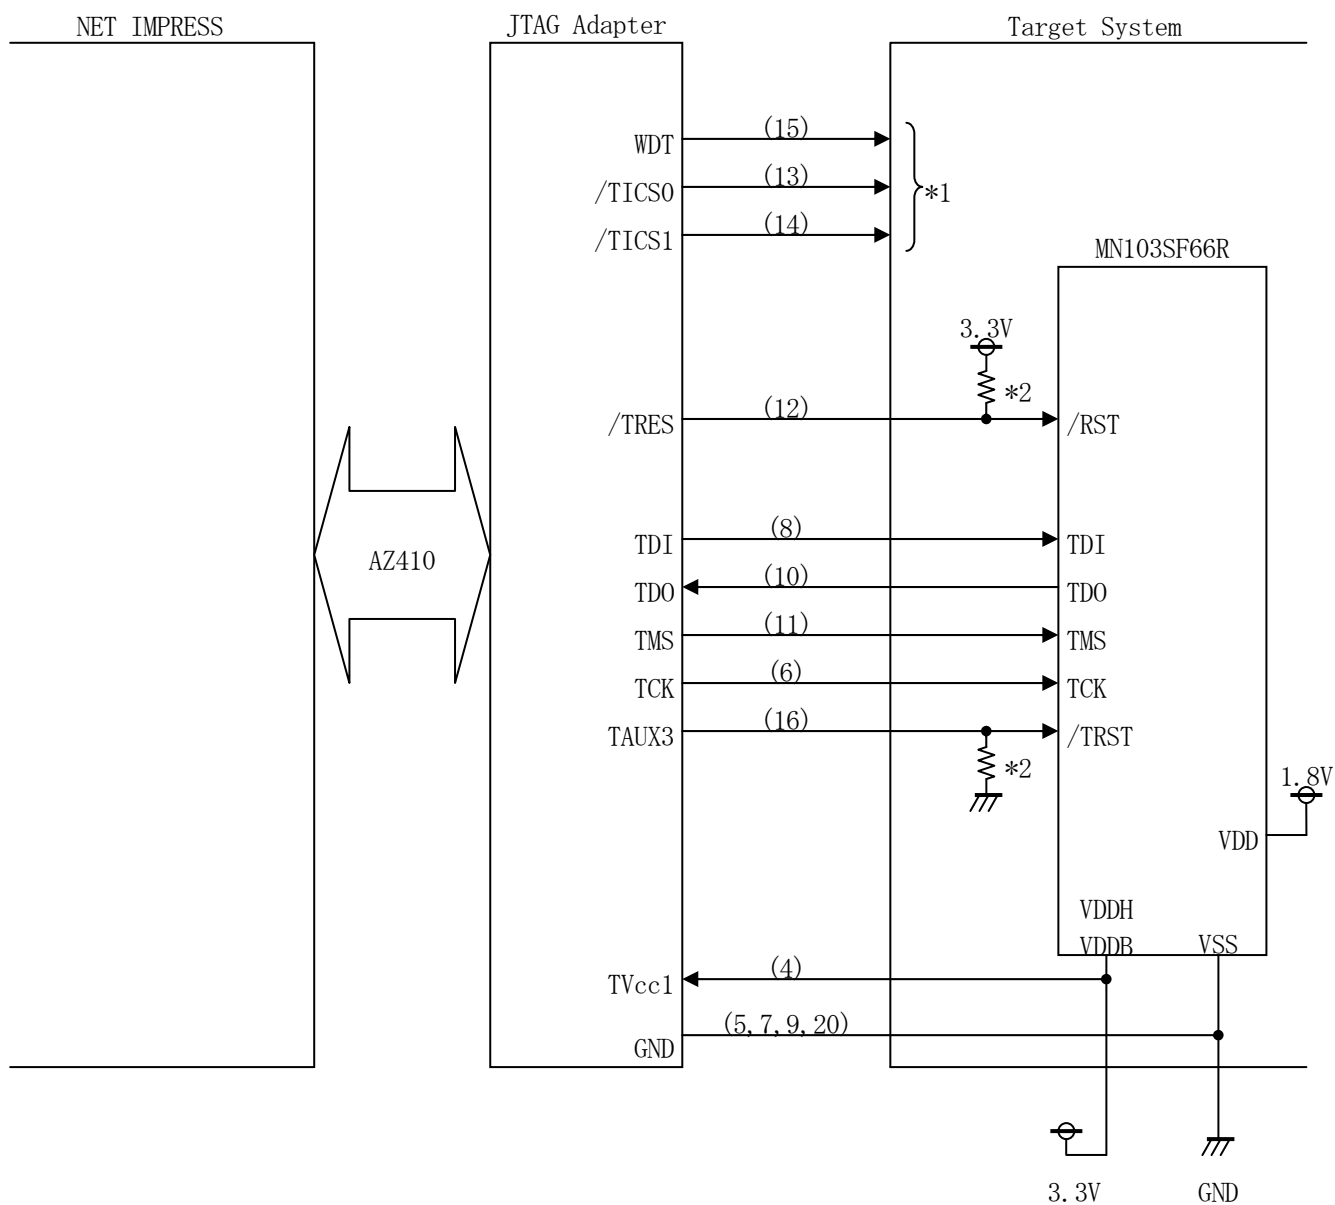 NET IMPRESS
JTAG Adapter
Target System
WDT
(15)
/TICS0
(13)
*1
/TICS1
(14)
MN103SF66R
3.3V
*2
/TRES
(12)
/RST
AZ410
TDI
(8)
TDI
TDO
(10)
TDO
TMS
(11)
TMS
TCK
(6)
TCK
TAUX3
(16)
/TRST
*2
1.8V
VDD
VDDH
VDDB
VSS
TVcc1
(4)
GND
(5,7,9,20)
3.3V
GND